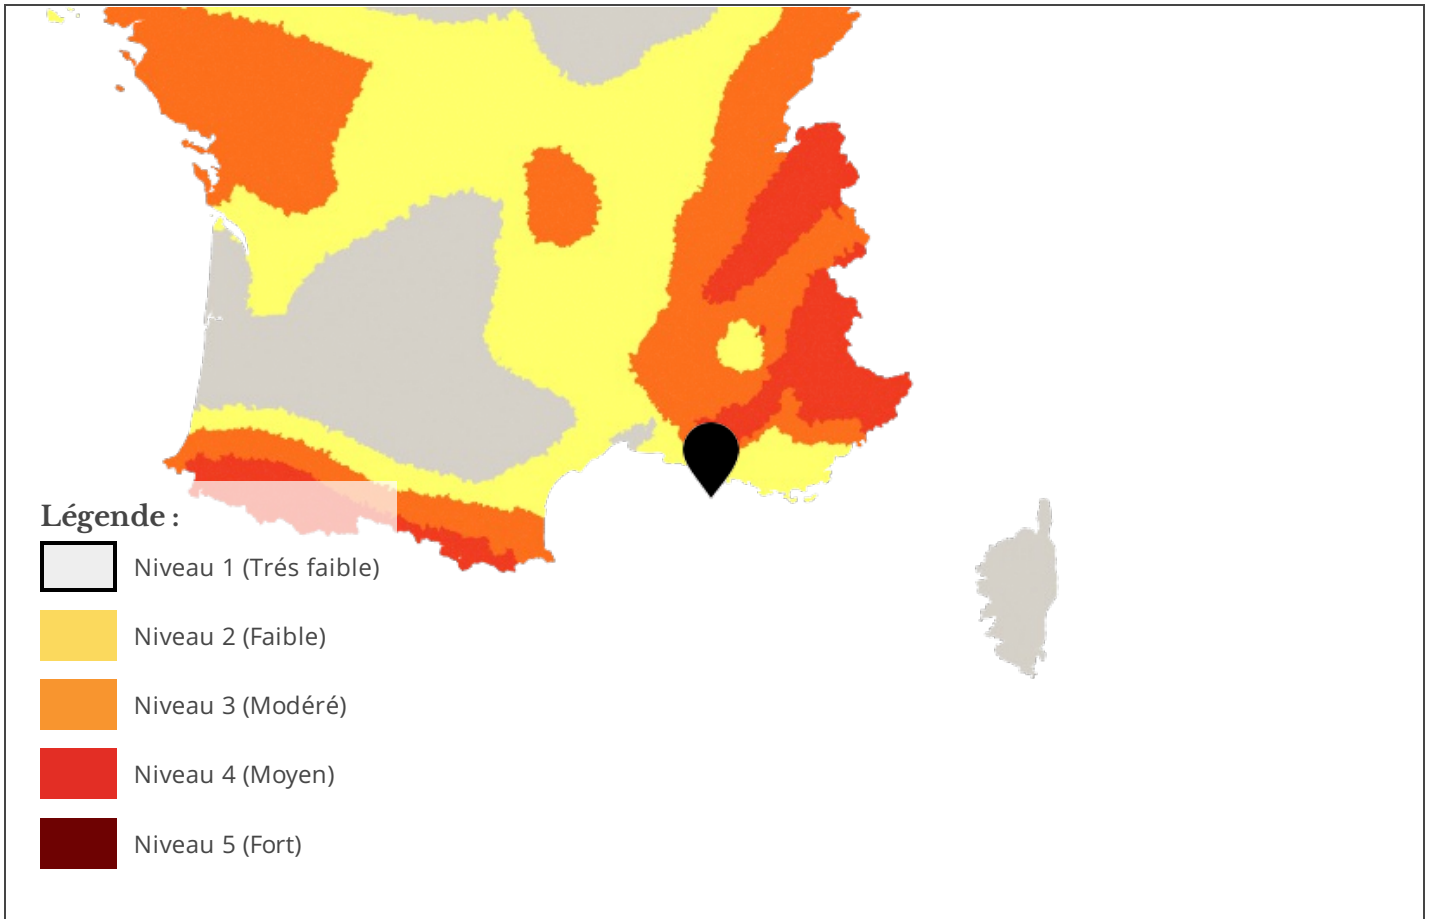 Légende :
Niveau 1 (Trés faible)
Niveau 2 (Faible)
Niveau 3 (Modéré)
Niveau 4 (Moyen)
Niveau 5 (Fort)